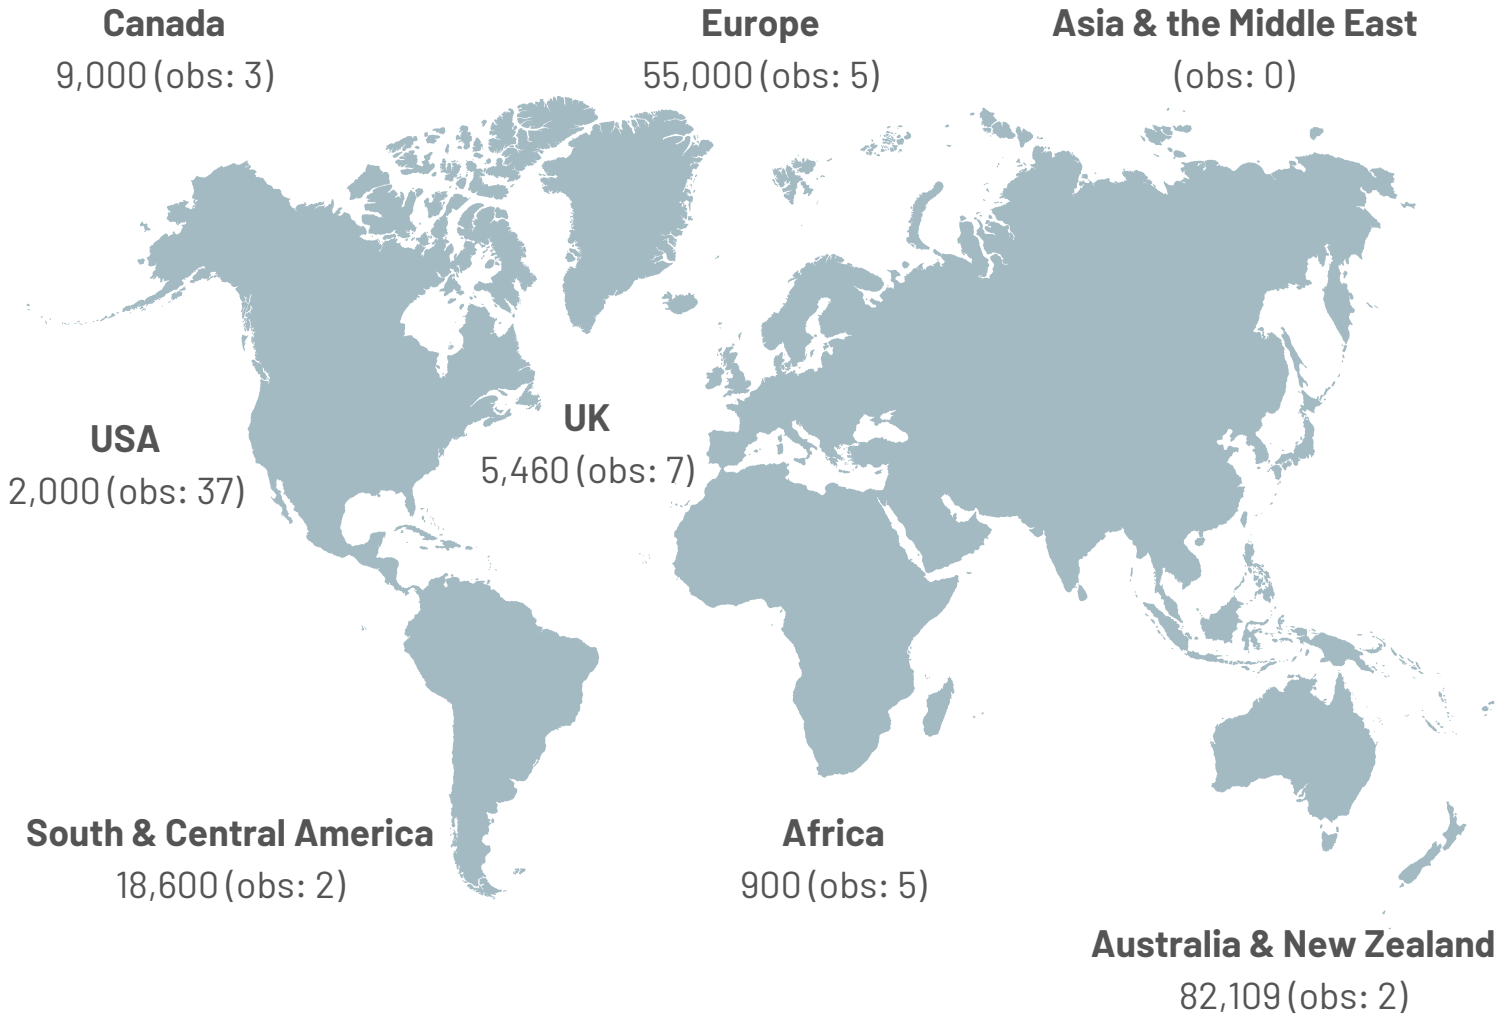 Canada
9,000 (obs: 3)
Europe
55,000 (obs: 5)
Asia & the Middle East
(obs: 0)
USA
2,000 (obs: 37)
UK
5,460 (obs: 7)
South & Central America
18,600 (obs: 2)
Africa
900 (obs: 5)
Australia & New Zealand
82,109 (obs: 2)